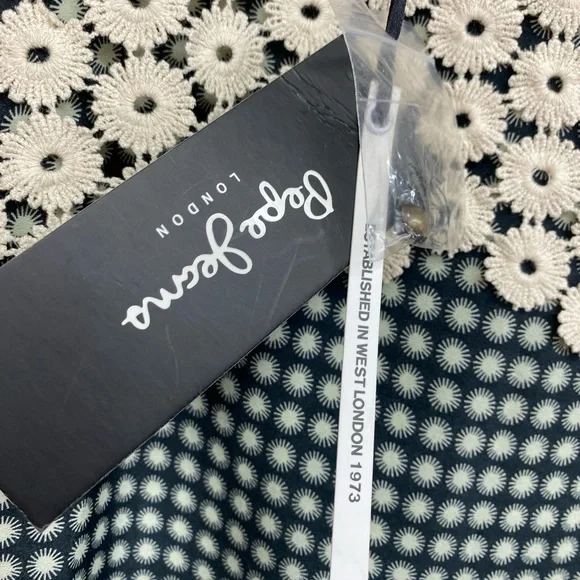 Pepe Jeans
LONDON
ESTABLISHED IN WEST LONDON 1973